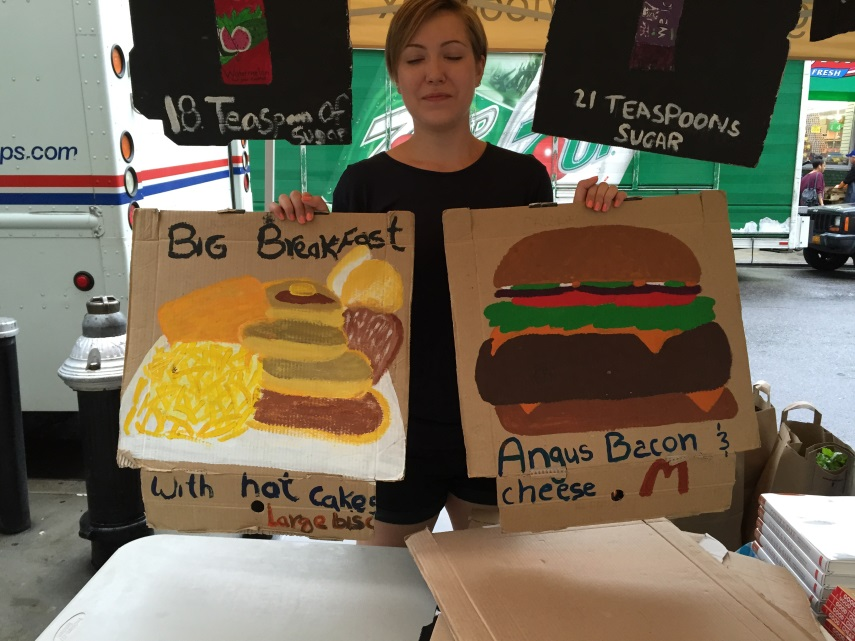 18 Teaspoon of
Sugar
21 TEASPOONS
SUGAR
FRESH
ps.com
7UP
BIG BreakFast
With hot cakes
Large bisc
Angus Bacon &
cheese . M